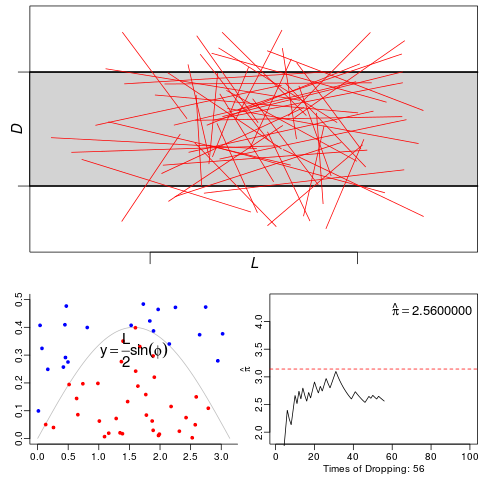 D
L
0.0 0.1 0.2 0.3 0.4 0.5
y = L/2 sin(ϕ)
0.0 0.5 1.0 1.5 2.0 2.5 3.0
π̂ = 2.5600000
π̂
2.0 2.5 3.0 3.5 4.0
0 20 40 60 80 100
Times of Dropping: 56